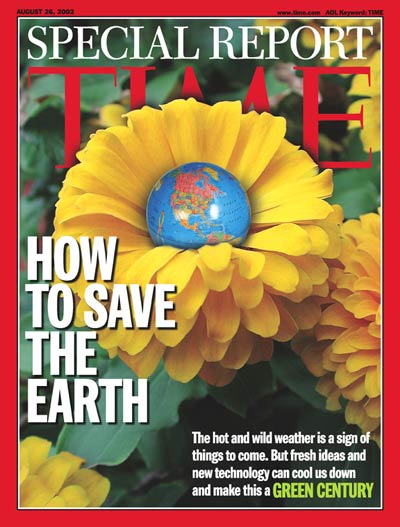 AUGUST 26, 2002 www.time.com AOL Keyword: TIME
SPECIAL REPORT
TIME
HOW
TO SAVE
THE
EARTH
The hot and wild weather is a sign of
things to come. But fresh ideas and
new technology can cool us down
and make this a GREEN CENTURY